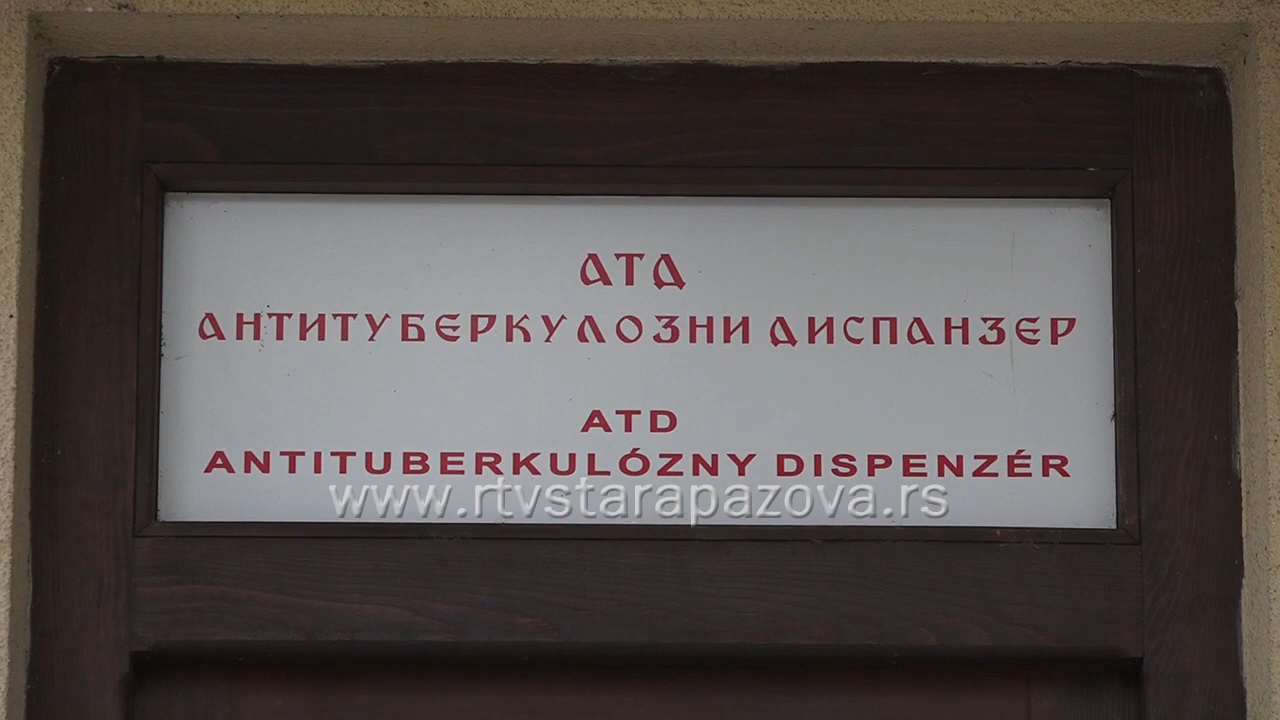 АТД
АНТИТУБЕРКУЛОЗНИ ДИСПАНЗЕР
ATD
ANTITUBERKULÓZNY DISPENZÉR
www.rtvstarapazova.rs